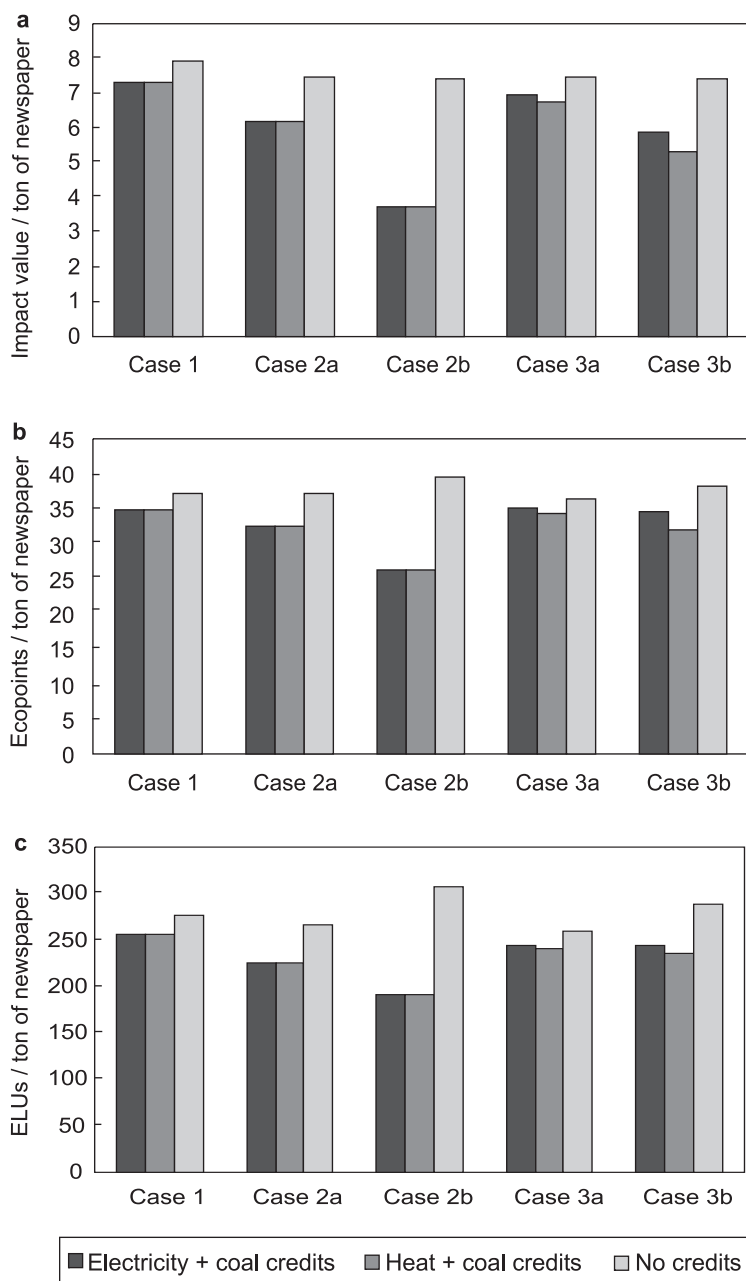 a
Impact value / ton of newspaper
9
8
7
6
5
4
3
2
1
0
Case 1 Case 2a Case 2b Case 3a Case 3b
b
Ecopoints / ton of newspaper
45
40
35
30
25
20
15
10
5
0
Case 1 Case 2a Case 2b Case 3a Case 3b
c
ELUs / ton of newspaper
350
300
250
200
150
100
50
0
Case 1 Case 2a Case 2b Case 3a Case 3b
Electricity + coal credits Heat + coal credits No credits